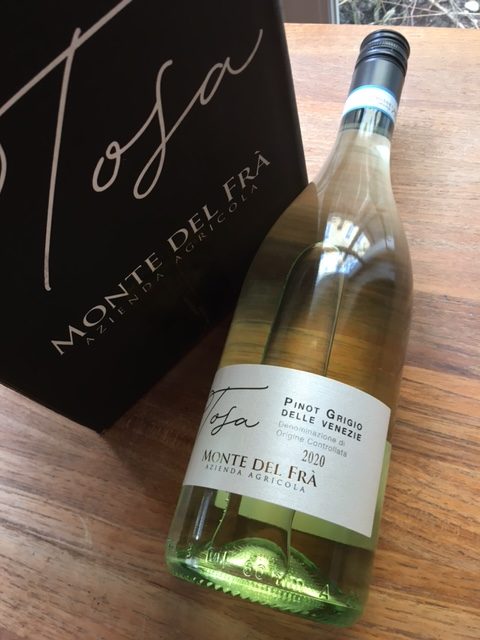 Tosa
MONTE DEL FRÀ
AZIENDA AGRICOLA
Tosa
PINOT GRIGIO
DELLE VENEZIE
Denominazione di
Origine Controllata
2020
MONTE DEL FRÀ
AZIENDA AGRICOLA